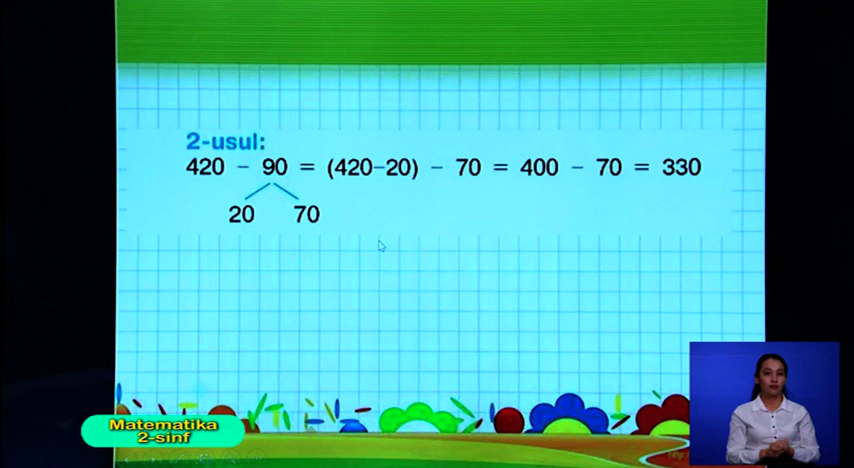 2-usul:
420 − 90 = (420−20) − 70 = 400 − 70 = 330
20 70
Matematika
2-sinf